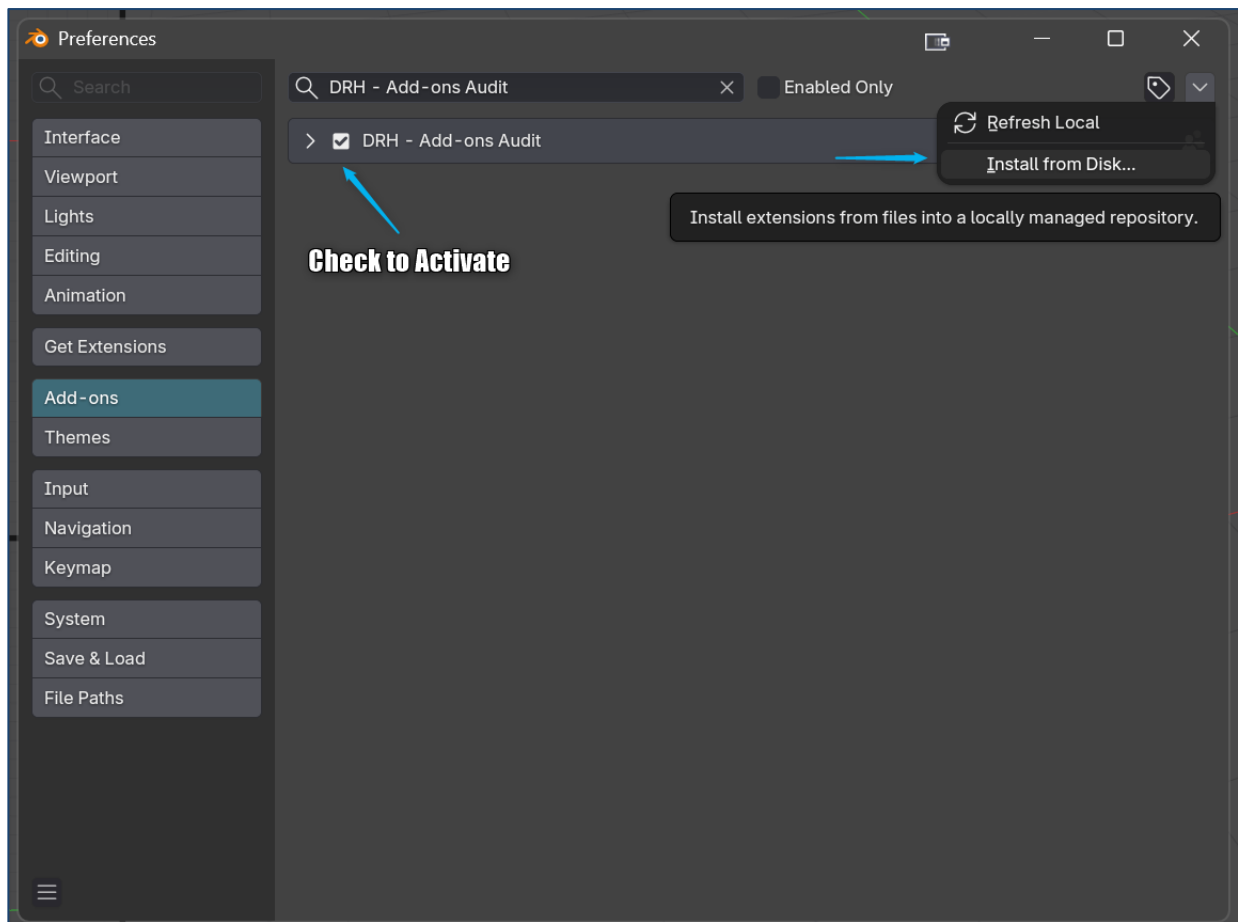 Preferences
Search
DRH - Add-ons Audit
Enabled Only
Interface
Viewport
Lights
Editing
Animation
Get Extensions
Add-ons
Themes
Input
Navigation
Keymap
System
Save & Load
File Paths
DRH - Add-ons Audit
Refresh Local
Install from Disk...
Install extensions from files into a locally managed repository.
Check to Activate